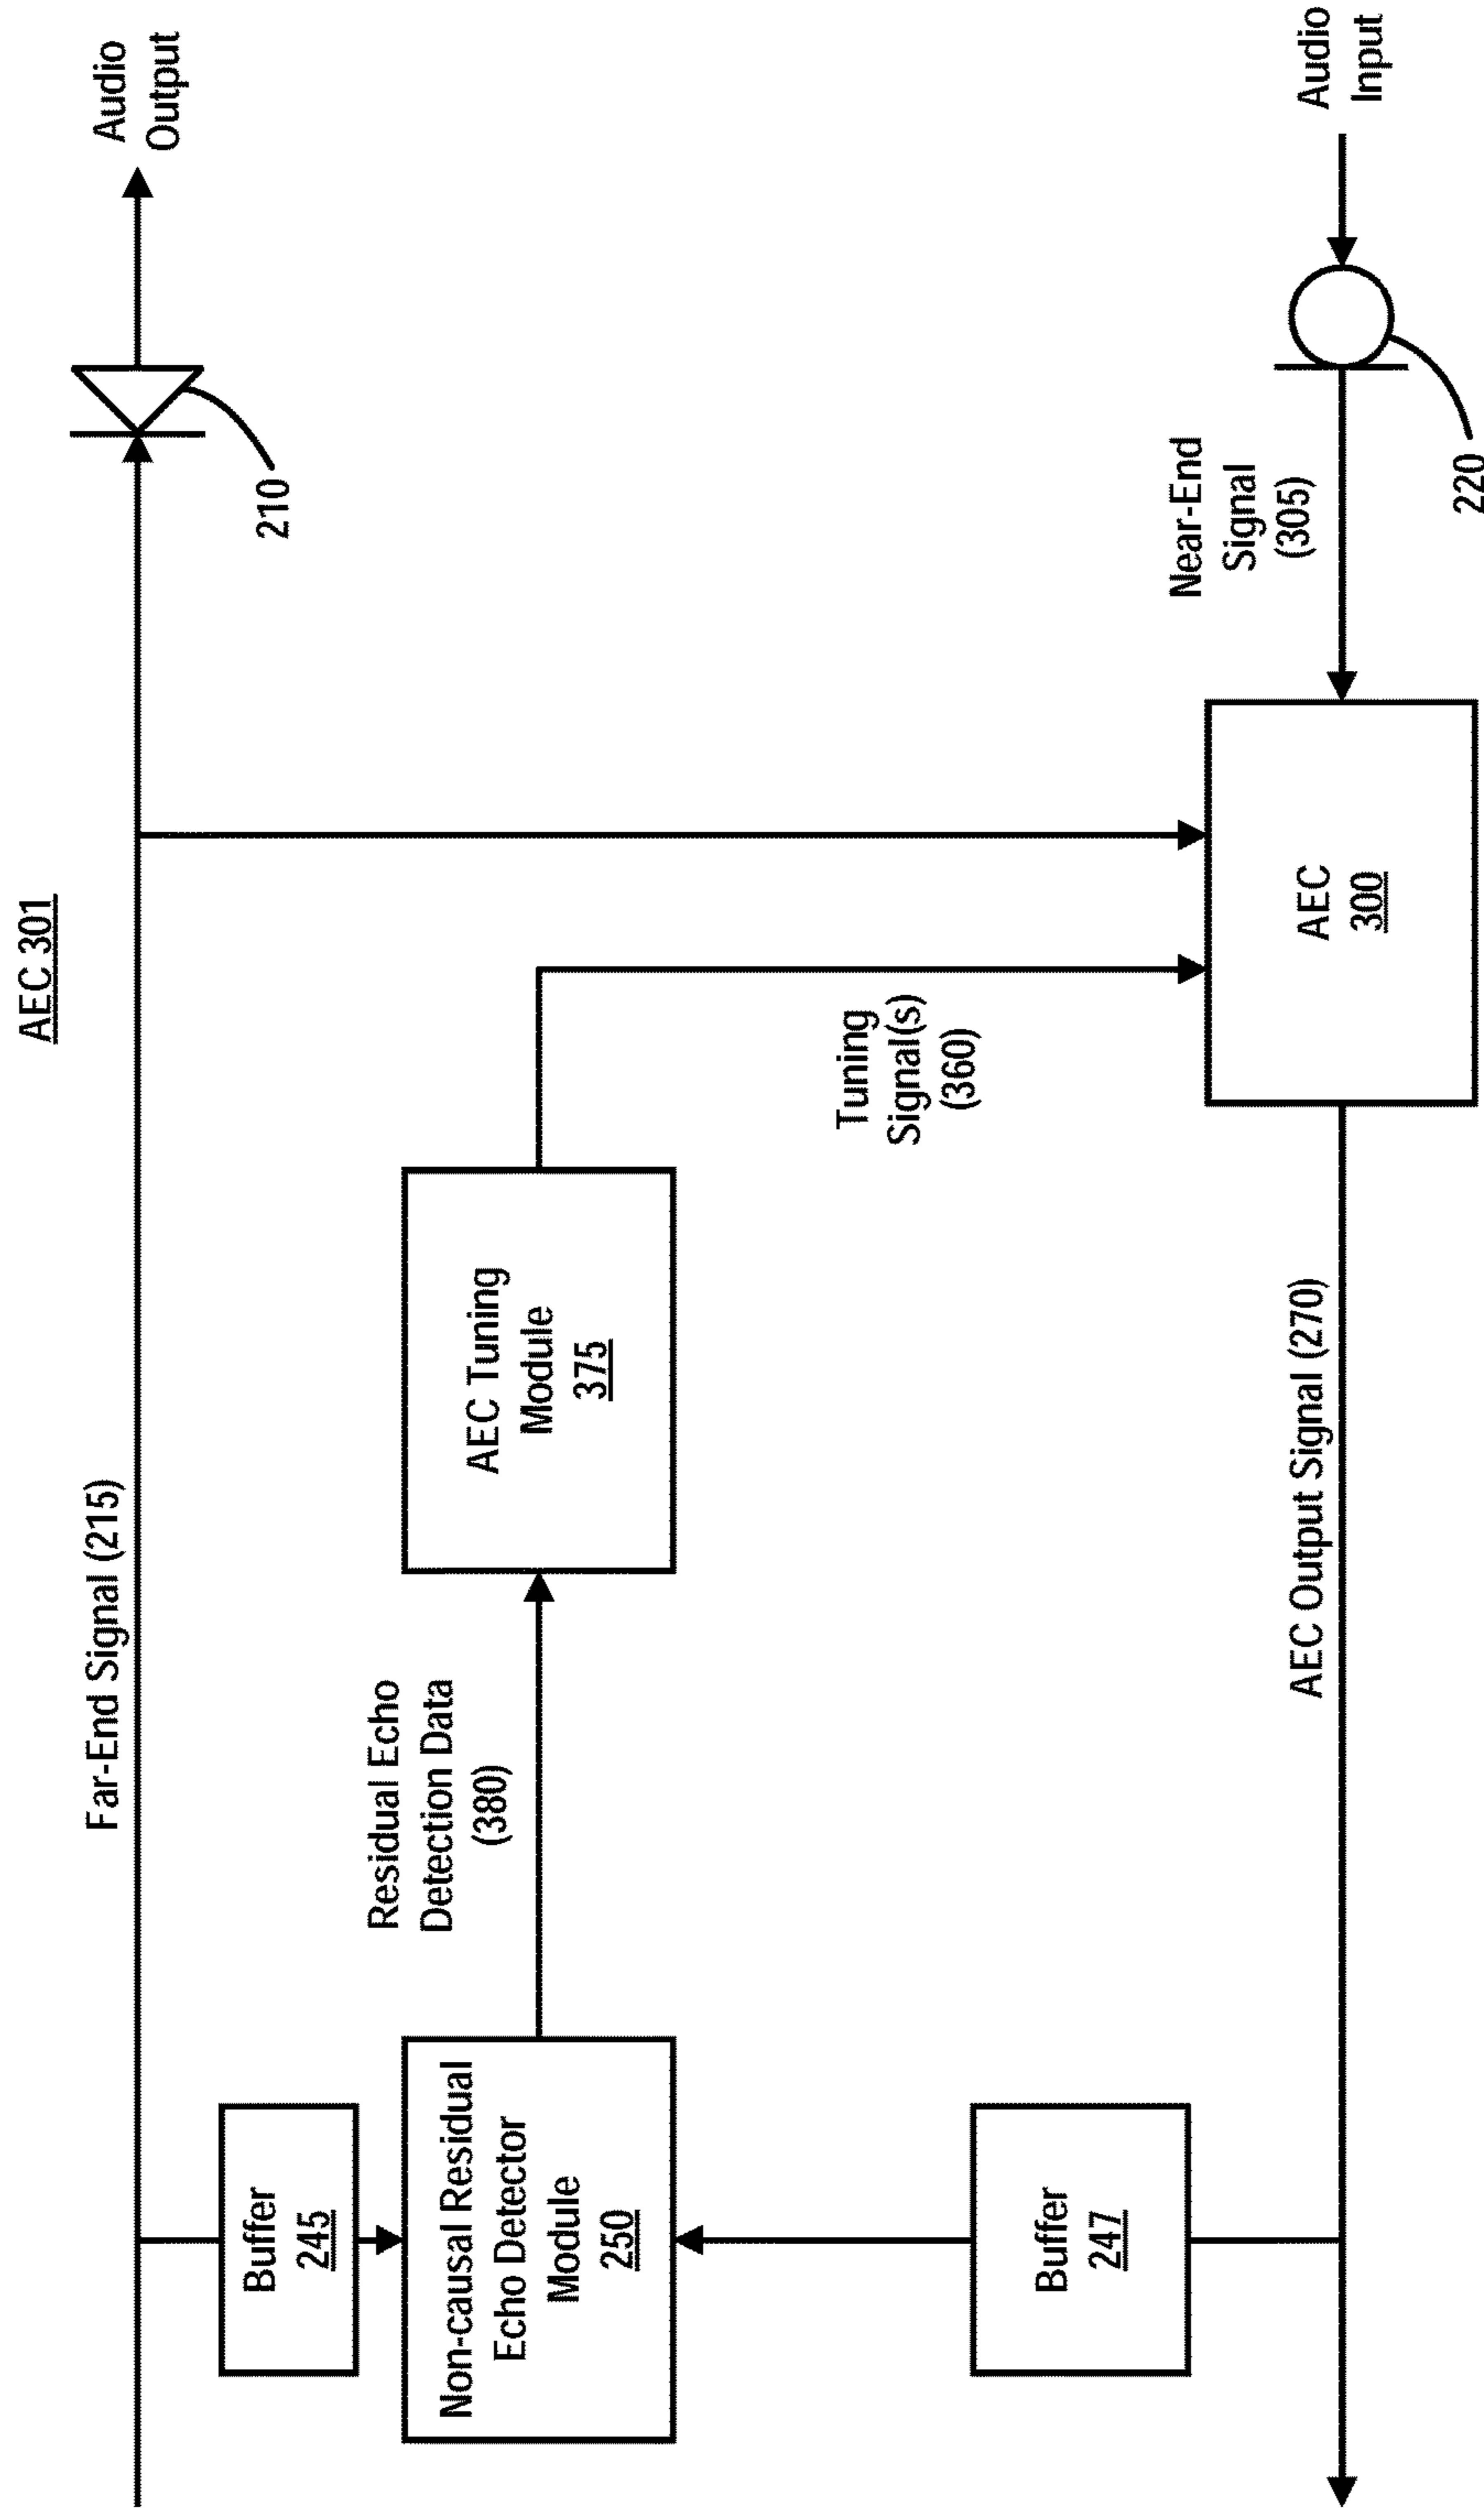 AEC 301
Far-End Signal (215)
Audio
Output
210
Buffer
245
Non-causal Residual
Echo Detector
Module
250
Residual Echo
Detection Data
(380)
AEC Tuning
Module
375
Tuning
Signal(s)
(360)
Buffer
247
AEC Output Signal (270)
AEC
300
Near-End
Signal
(305)
Audio
Input
220